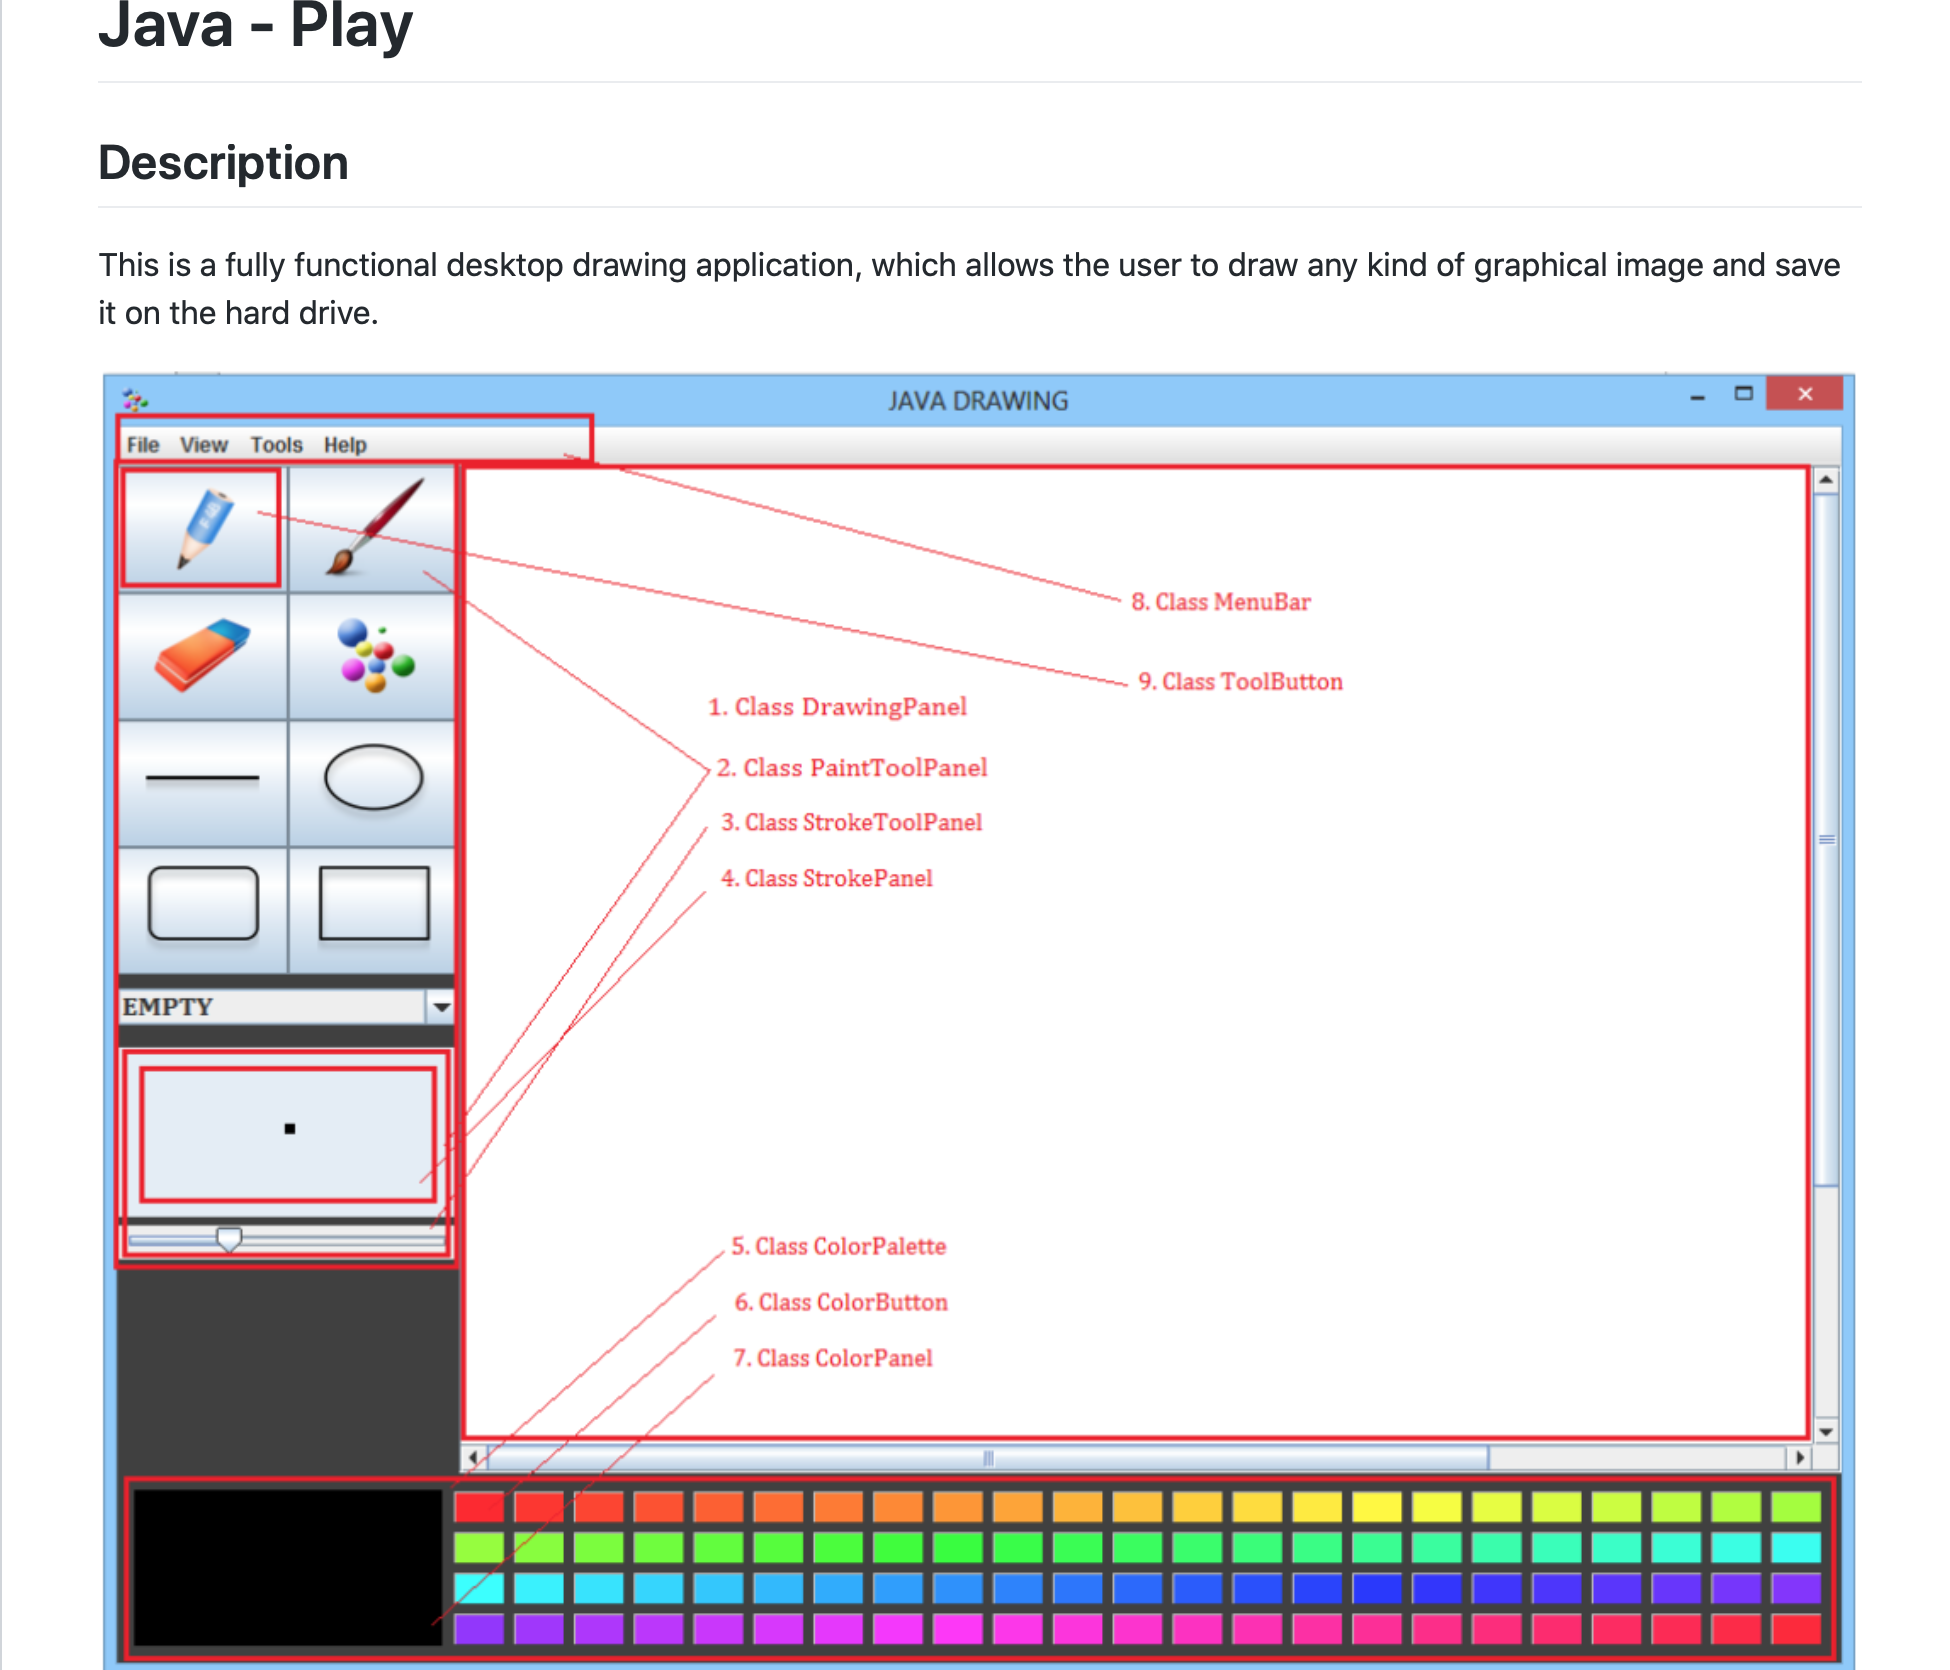 Java - Play
Description
This is a fully functional desktop drawing application, which allows the user to draw any kind of graphical image and save
it on the hard drive.
JAVA DRAWING
File View Tools Help
8. Class MenuBar
9. Class ToolButton
1. Class DrawingPanel
2. Class PaintToolPanel
3. Class StrokeToolPanel
4. Class StrokePanel
EMPTY
5. Class ColorPalette
6. Class ColorButton
7. Class ColorPanel